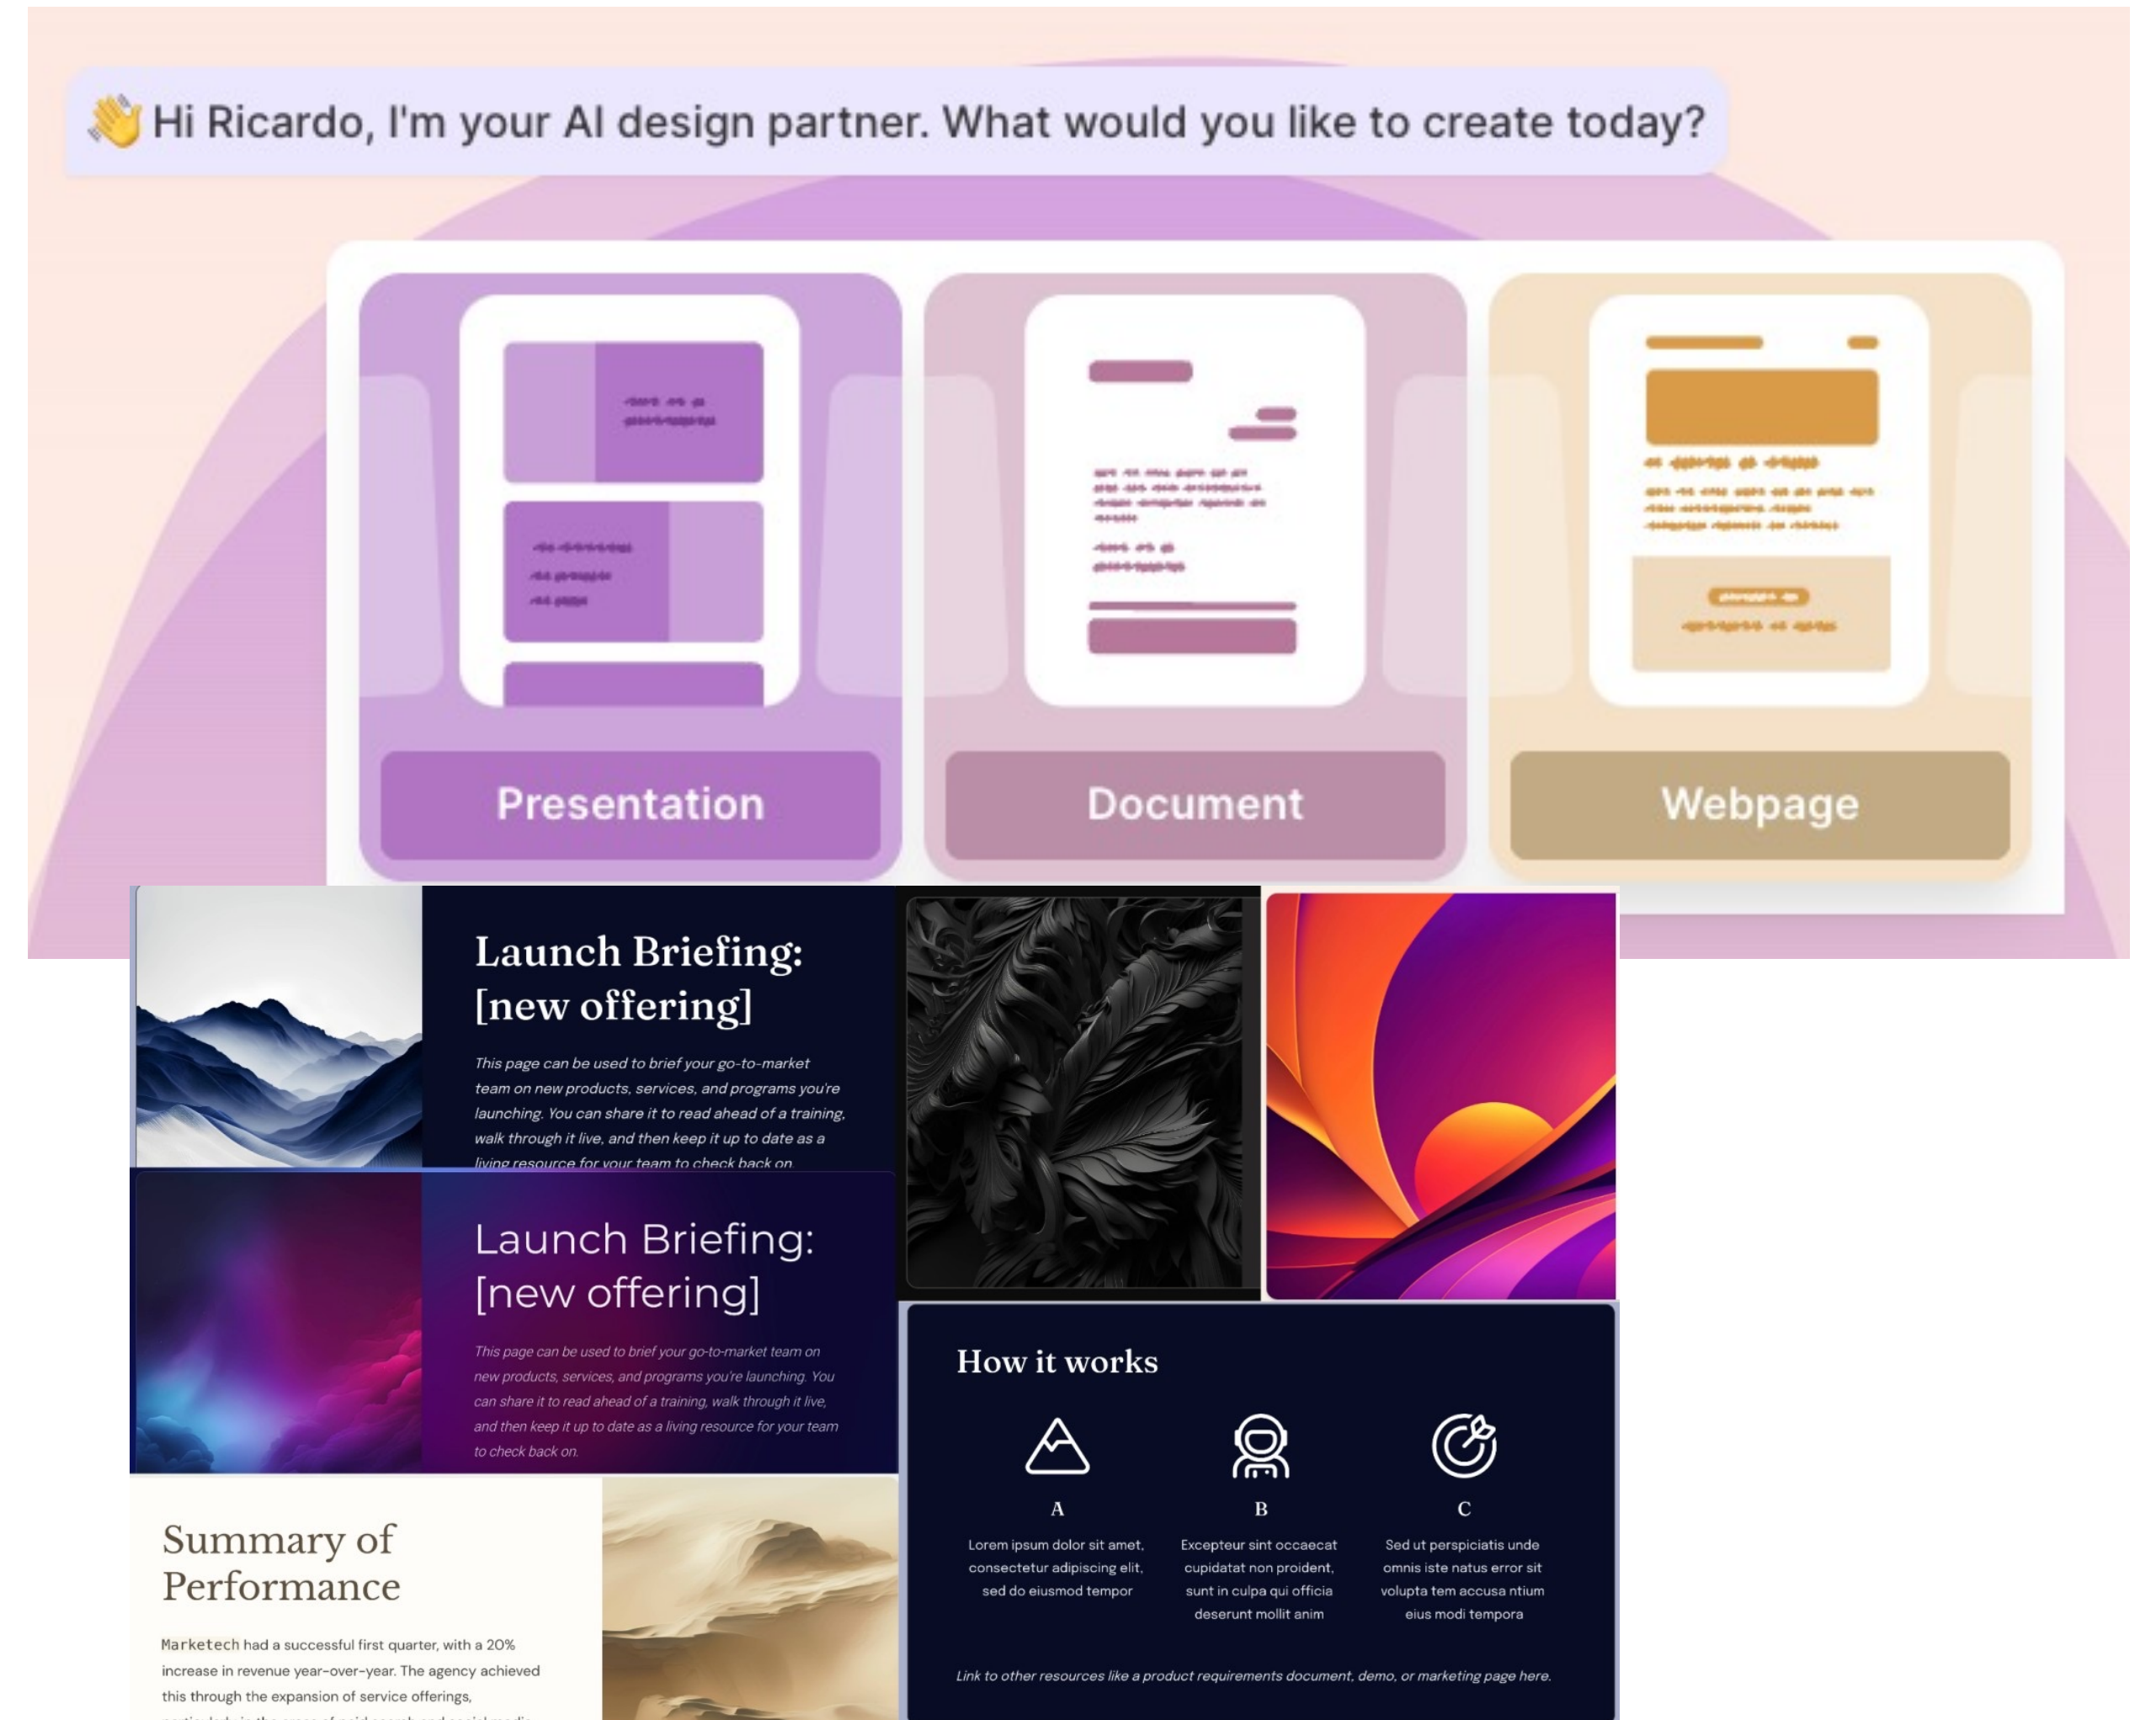 Hi Ricardo, I'm your AI design partner. What would you like to create today?
Presentation
Document
Webpage
Launch Briefing:
[new offering]
This page can be used to brief your go-to-market
team on new products, services, and programs you're
launching. You can share it to read ahead of a training,
walk through it live, and then keep it up to date as a
living resource for your team to check back on.
Launch Briefing:
[new offering]
This page can be used to brief your go-to-market team on
new products, services, and programs you're launching. You
can share it to read ahead of a training, walk through it live,
and then keep it up to date as a living resource for your team
to check back on.
Summary of
Performance
Marketech had a successful first quarter, with a 20%
increase in revenue year-over-year. The agency achieved
this through the expansion of service offerings,
How it works
A
Lorem ipsum dolor sit amet,
consectetur adipiscing elit,
sed do eiusmod tempor
B
Excepteur sint occaecat
cupidatat non proident,
sunt in culpa qui officia
deserunt mollit anim
C
Sed ut perspiciatis unde
omnis iste natus error sit
volupta tem accusa ntium
eius modi tempora
Link to other resources like a product requirements document, demo, or marketing page here.